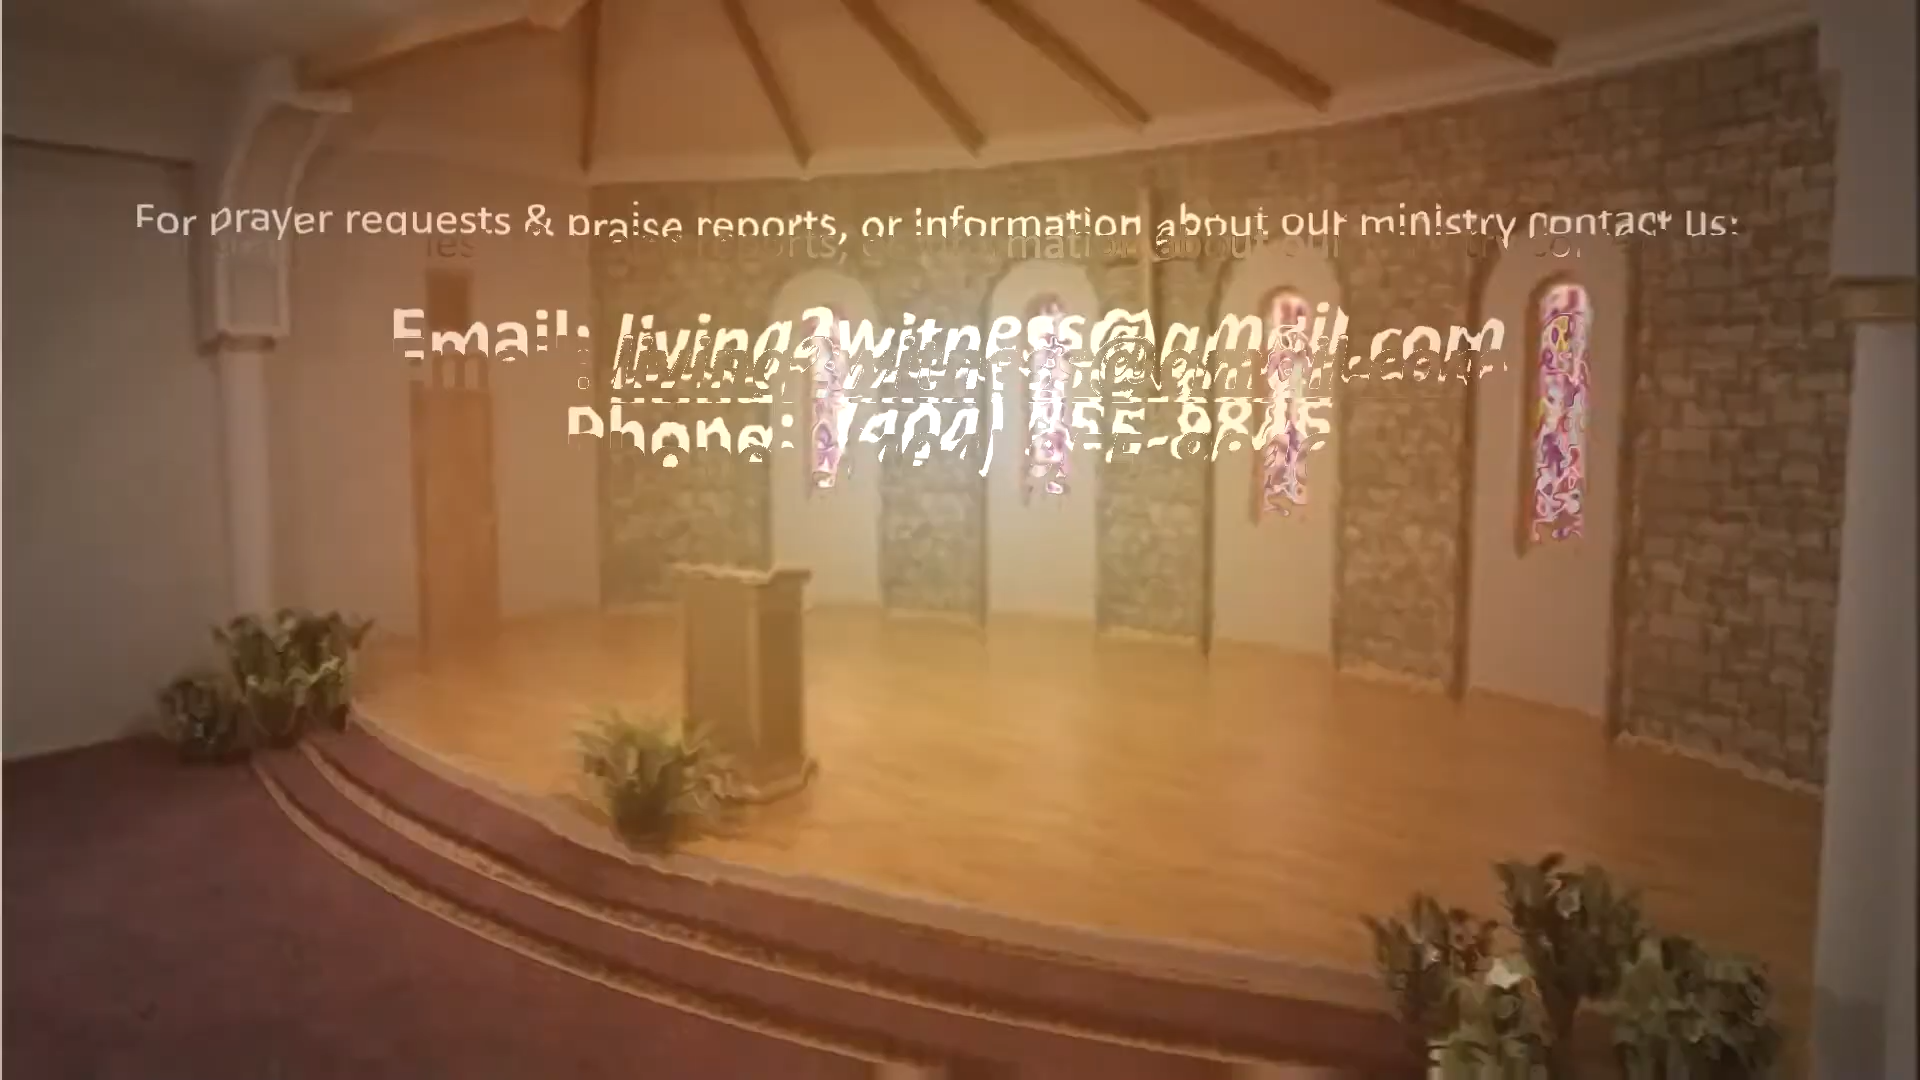 For prayer requests & praise reports, or information about our ministry contact us:
Email: living2witness@gmail.com
Phone: (404)